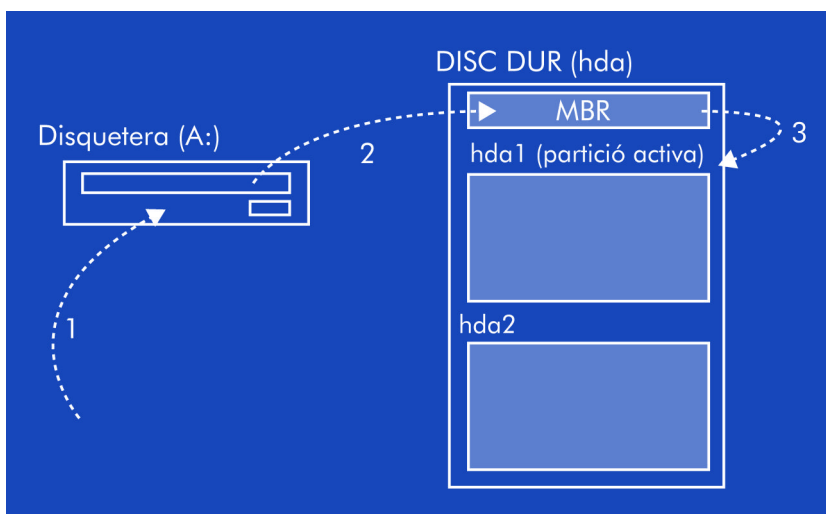 DISC DUR (hda)
MBR
Disquetera (A:)
2
3
hda1 (partició activa)
1
hda2